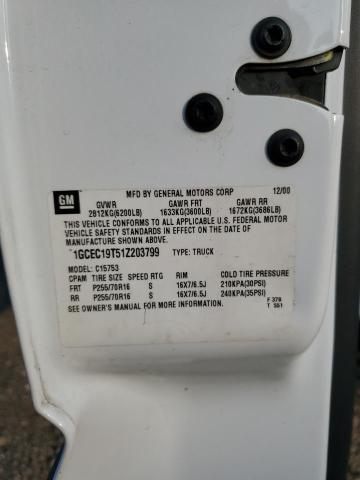 GM
MFD BY GENERAL MOTORS CORP 12/00
GVWR GAWR FRT GAWR RR
2812KG(6200LB) 1633KG(3600LB) 1672KG(3686LB)
THIS VEHICLE CONFORMS TO ALL APPLICABLE U.S. FEDERAL MOTOR
VEHICLE SAFETY STANDARDS IN EFFECT ON THE DATE OF
MANUFACTURE SHOWN ABOVE.
1GCEC19T51Z203799 TYPE: TRUCK
MODEL: C15753
CPAM TIRE SIZE SPEED RTG RIM COLD TIRE PRESSURE
FRT P255/70R16 S 16X7/6.5J 210KPA(30PSI)
RR P255/70R16 S 16X7/6.5J 240KPA(35PSI)
SEE OWNER'S MANUAL FOR MORE INFORMATION.
F 378
T 551